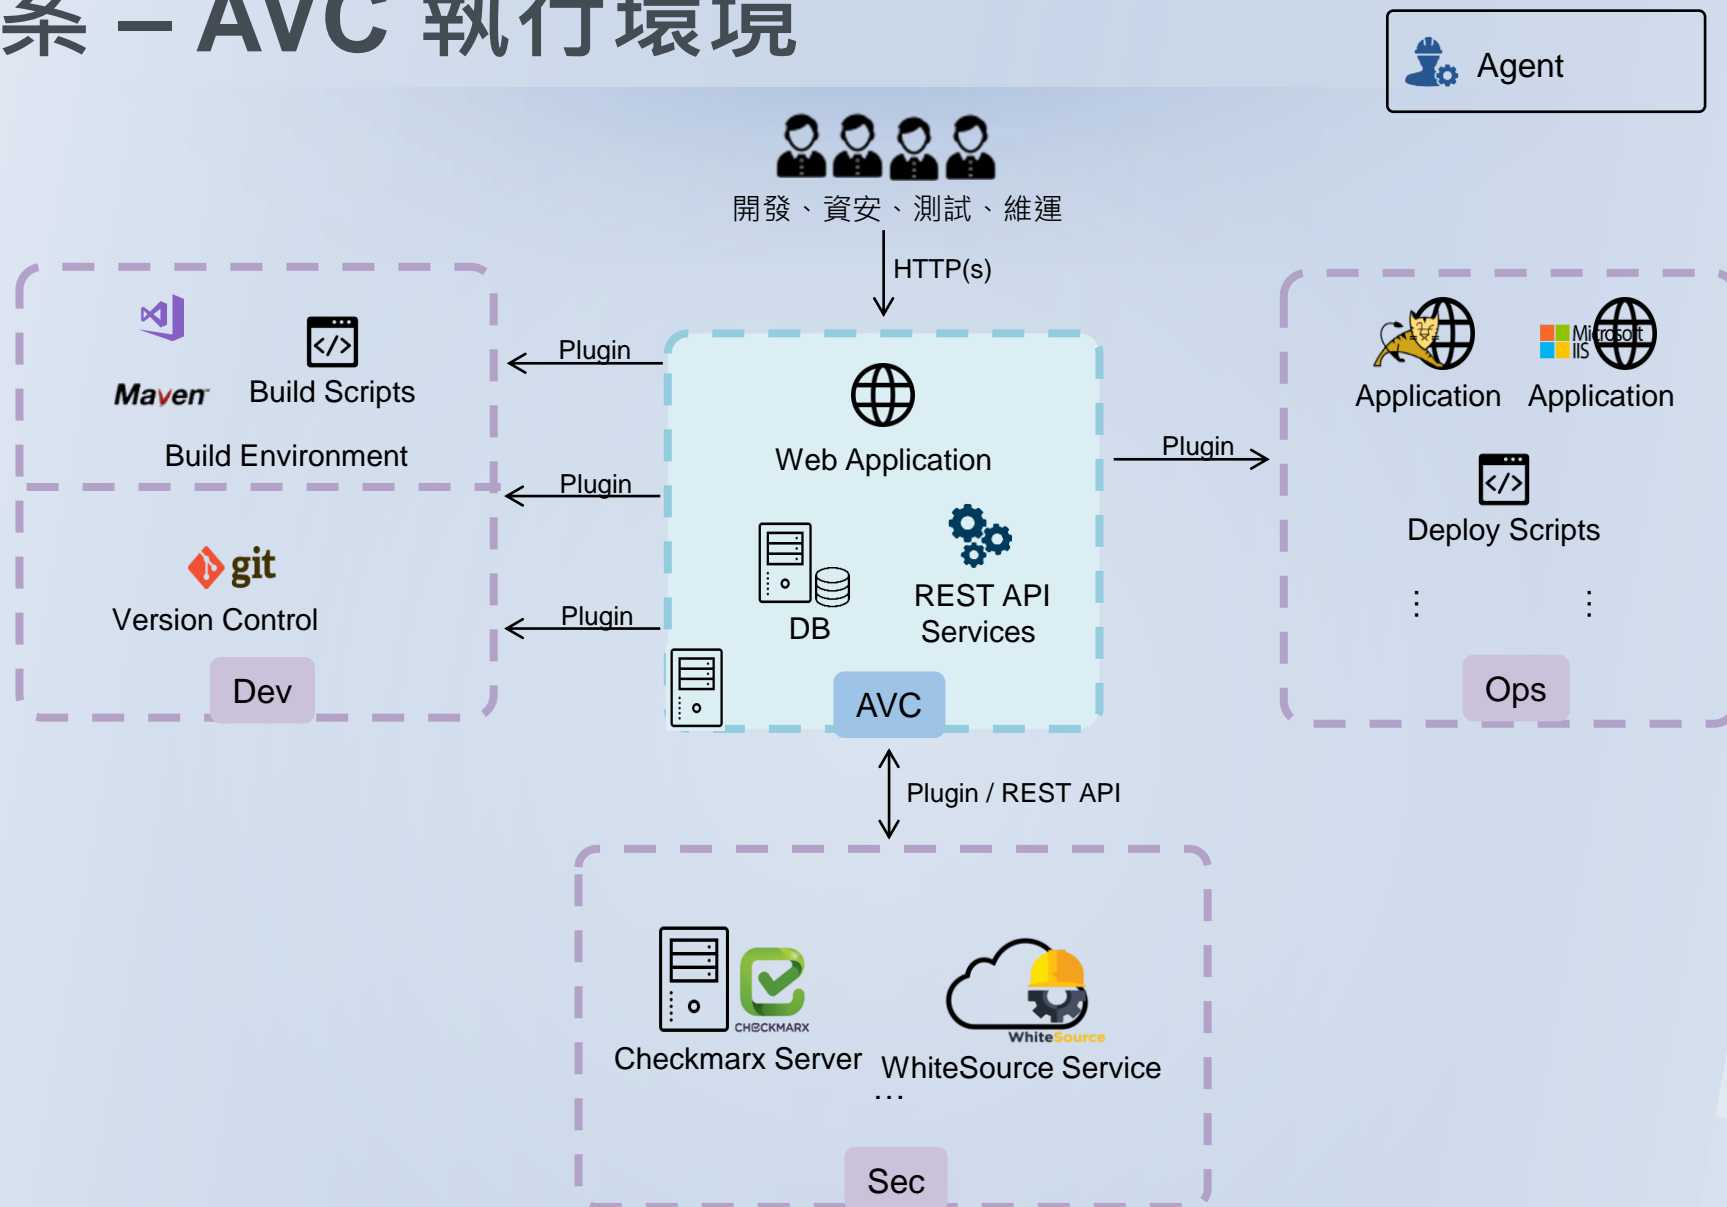 案 – AVC 執行環境
Agent
開發、資安、測試、維運
HTTP(s)
Plugin
Maven
Build Scripts
Build Environment
Plugin
git
Version Control
Plugin
Dev
Web Application
DB
REST API
Services
AVC
Plugin
Microsoft
IIS
Application
Application
Deploy Scripts
⋮
⋮
Ops
Plugin / REST API
CHECKMARX
Checkmarx Server
WhiteSource
WhiteSource Service
…
Sec